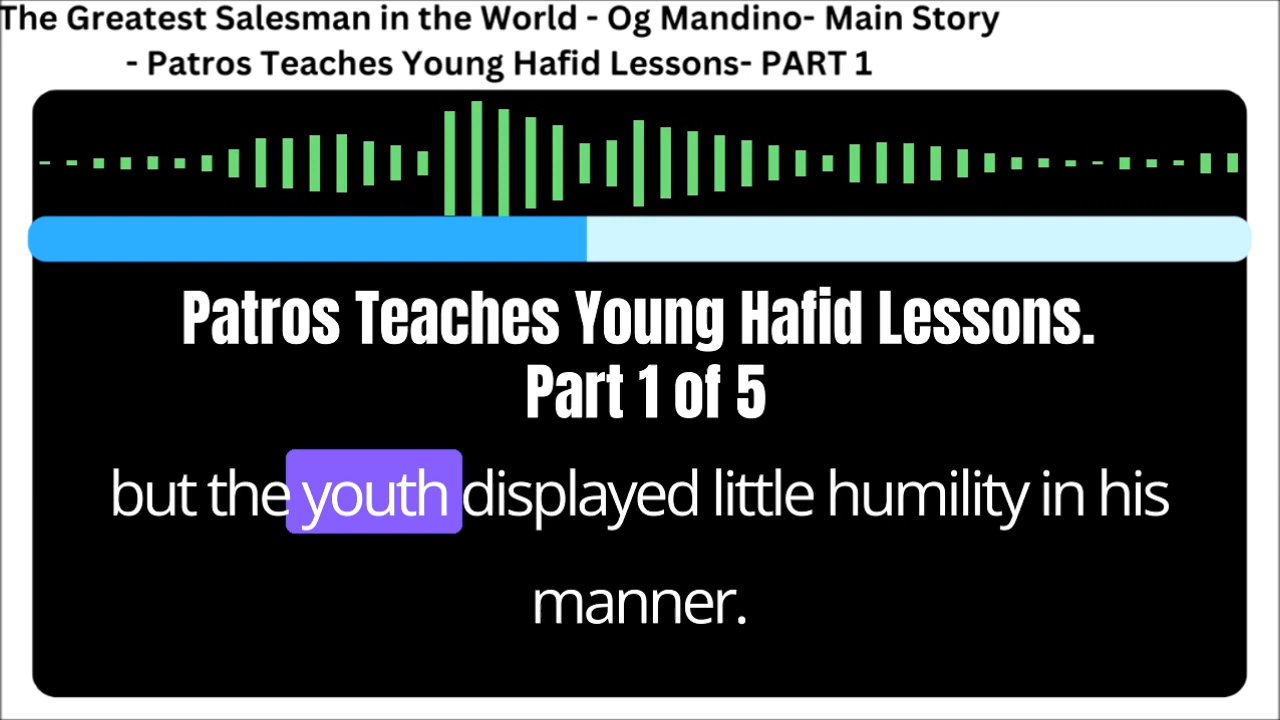 The Greatest Salesman in the World - Og Mandino- Main Story
- Patros Teaches Young Hafid Lessons- PART 1
Patros Teaches Young Hafid Lessons.
Part 1 of 5
but the youth displayed little humility in his
manner.